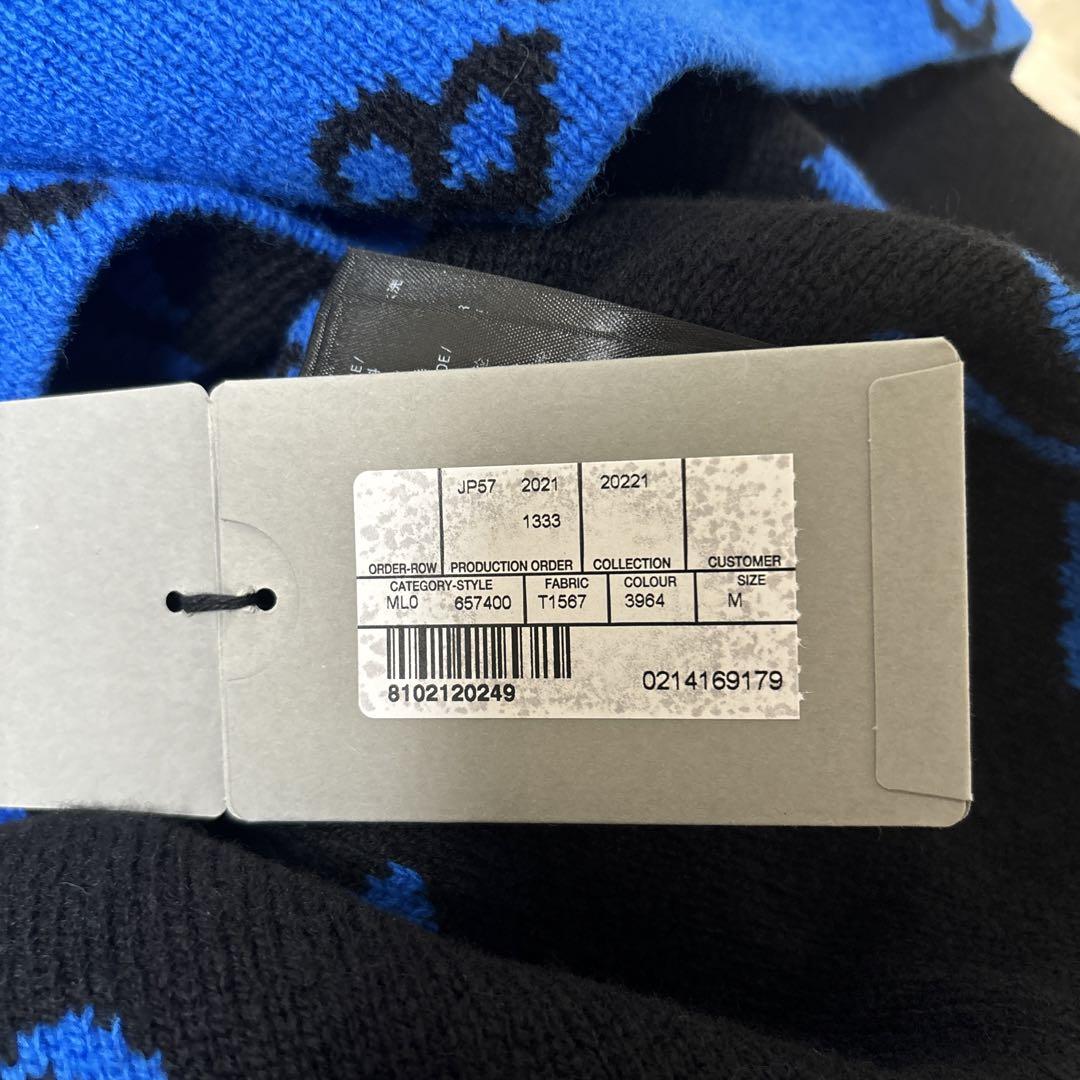 JP57 2021 20221
1333
ORDER-ROW PRODUCTION ORDER COLLECTION CUSTOMER
CATEGORY-STYLE FABRIC COLOUR SIZE
ML0 657400 T1567 3964 M
8102120249 0214169179